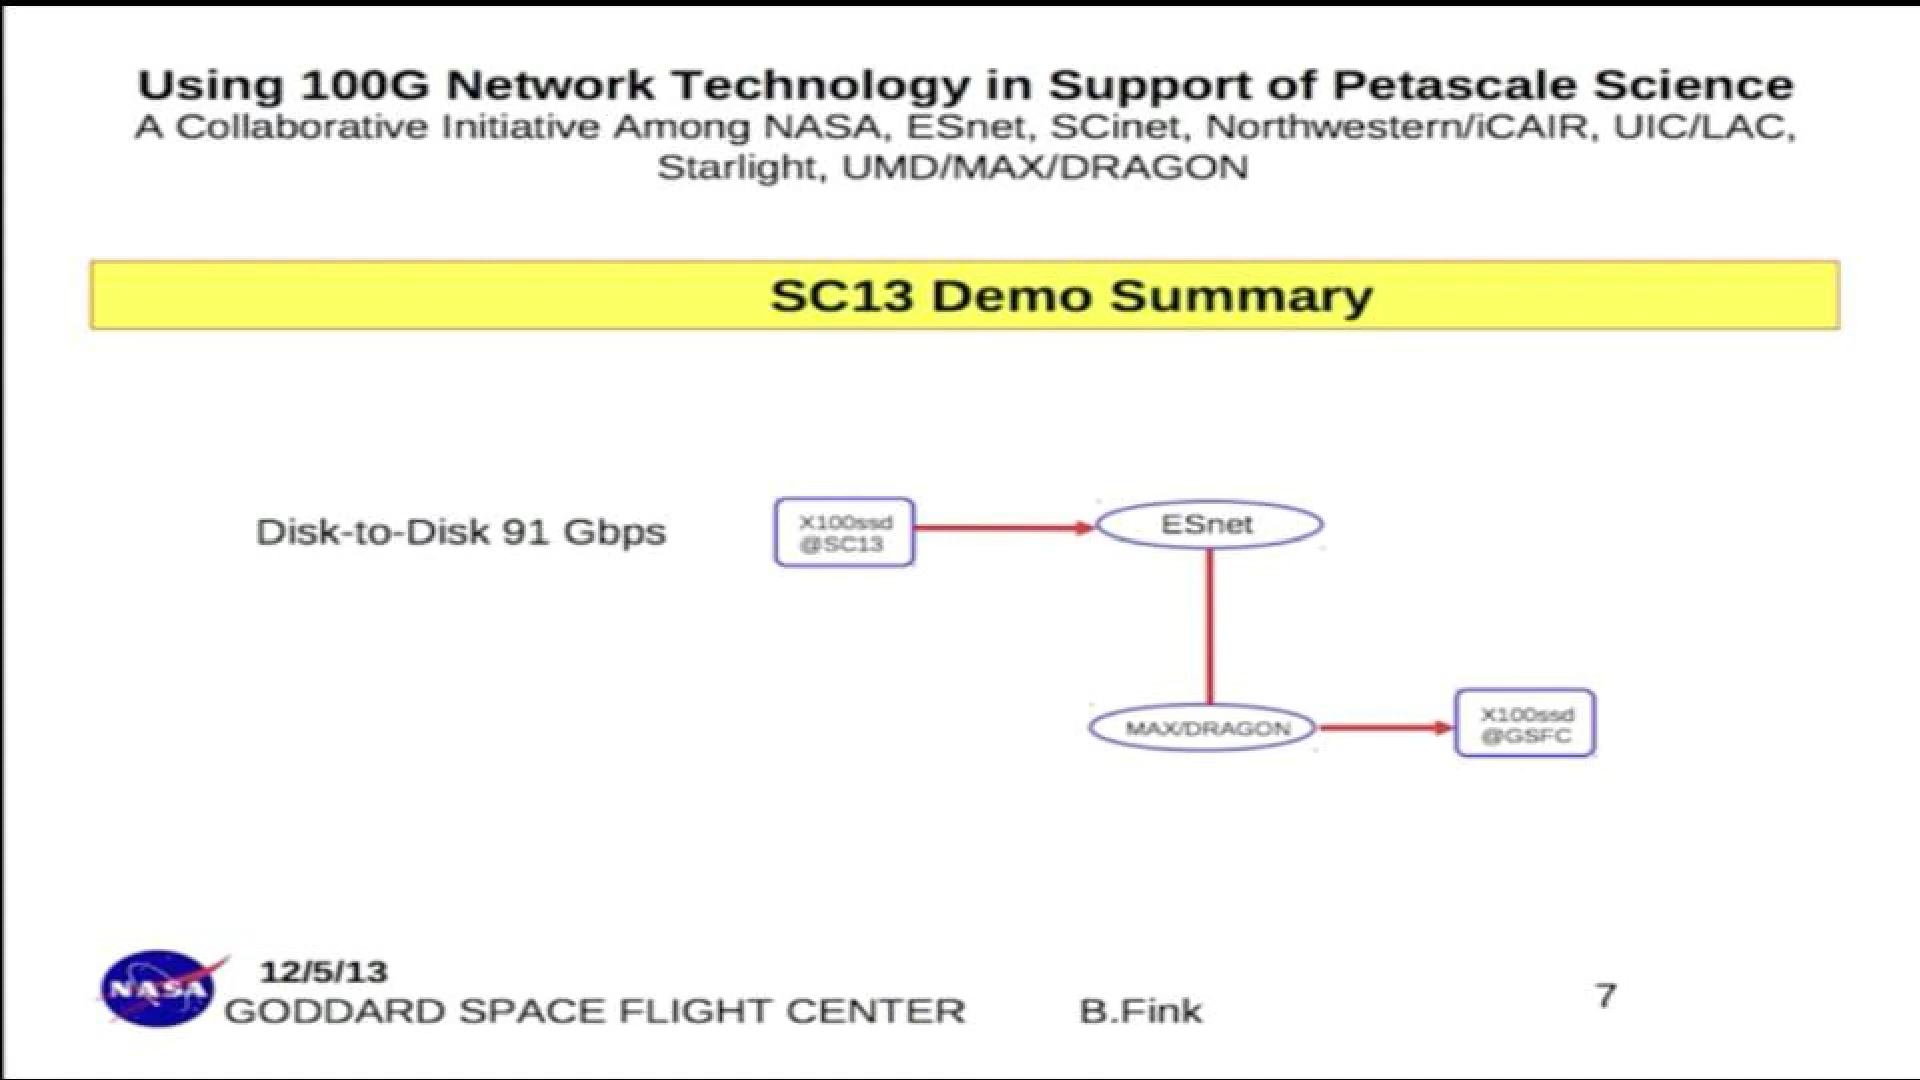 Using 100G Network Technology in Support of Petascale Science
A Collaborative Initiative Among NASA, ESnet, SCinet, Northwestern/iCAIR, UIC/LAC,
Starlight, UMD/MAX/DRAGON
SC13 Demo Summary
Disk-to-Disk 91 Gbps
X100ssd
@SC13
ESnet
MAX/DRAGON
X100ssd
@GSFC
NASA
12/5/13
GODDARD SPACE FLIGHT CENTER
B.Fink
7